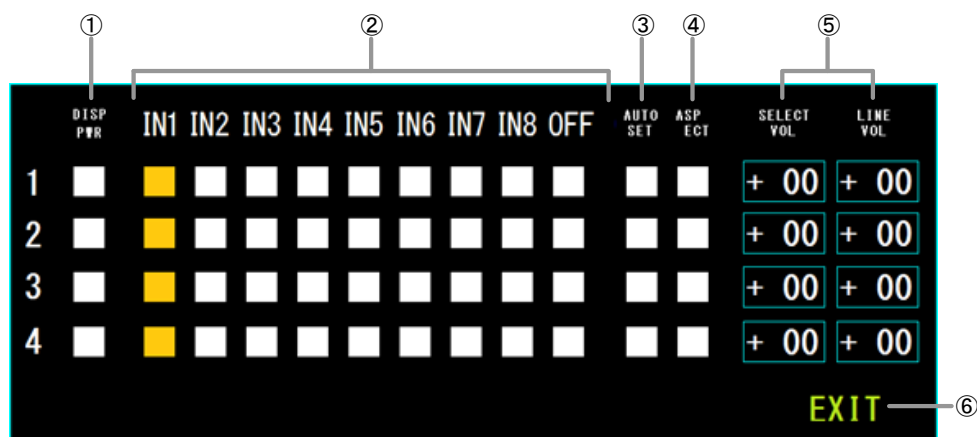 ① ② ③ ④ ⑤
DISP PWR IN1 IN2 IN3 IN4 IN5 IN6 IN7 IN8 OFF AUTO SET ASP ECT SELECT VOL LINE VOL
1 + 00 + 00
2 + 00 + 00
3 + 00 + 00
4 + 00 + 00
EXIT ⑥